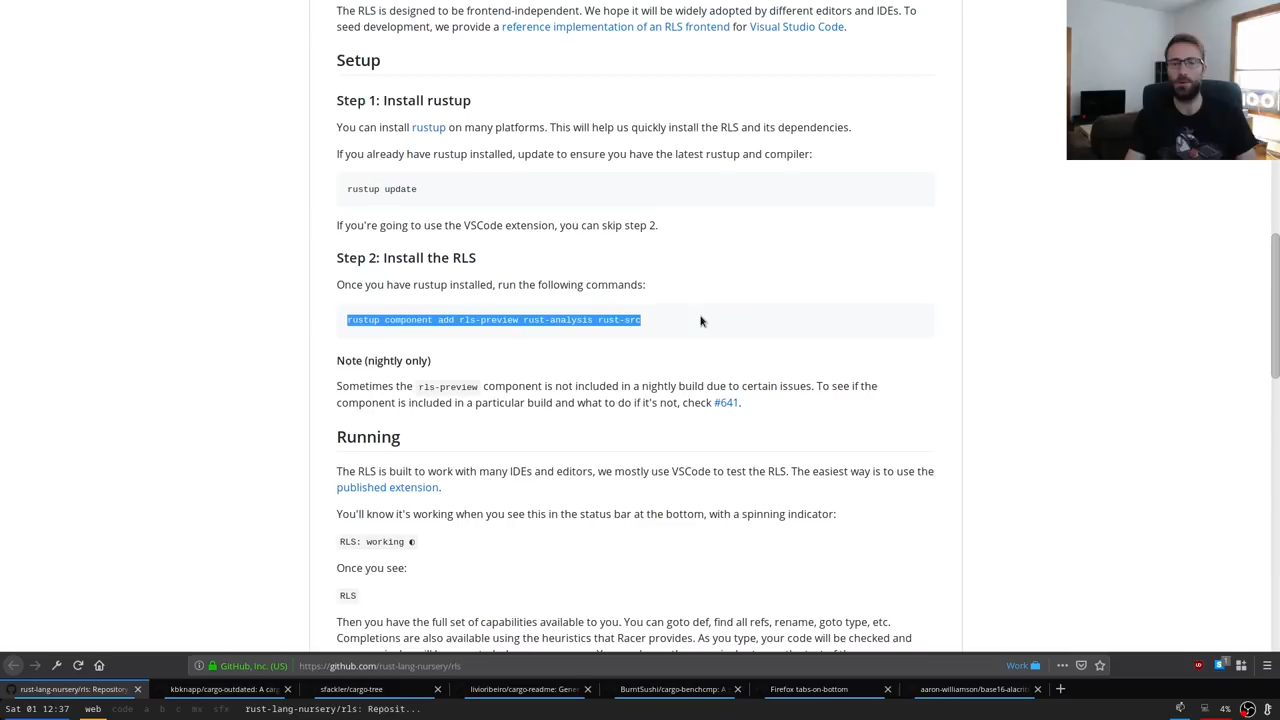 The RLS is designed to be frontend-independent. We hope it will be widely adopted by different editors and IDEs. To
seed development, we provide a reference implementation of an RLS frontend for Visual Studio Code.
Setup
Step 1: Install rustup
You can install rustup on many platforms. This will help us quickly install the RLS and its dependencies.
If you already have rustup installed, update to ensure you have the latest rustup and compiler:
rustup update
If you're going to use the VSCode extension, you can skip step 2.
Step 2: Install the RLS
Once you have rustup installed, run the following commands:
rustup component add rls-preview rust-analysis rust-src
Note (nightly only)
Sometimes the rls-preview component is not included in a nightly build due to certain issues. To see if the
component is included in a particular build and what to do if it's not, check #641.
Running
The RLS is built to work with many IDEs and editors, we mostly use VSCode to test the RLS. The easiest way is to use the
published extension.
You'll know it's working when you see this in the status bar at the bottom, with a spinning indicator:
RLS: working ◐
Once you see:
RLS
Then you have the full set of capabilities available to you. You can goto def, find all refs, rename, goto type, etc.
Completions are also available using the heuristics that Racer provides. As you type, your code will be checked and
GitHub, Inc. (US) https://github.com/rust-lang-nursery/rls Work
rust-lang-nursery/rls: Repositor kbknapp/cargo-outdated: A carg sfackler/cargo-tree livioribeiro/cargo-readme: Gener BurntSushi/cargo-benchcmp: A Firefox tabs-on-bottom aaron-williamson/base16-alacrit
Sat 01 12:37 web code a b c mx sfx rust-lang-nursery/rls: Reposit... 4%